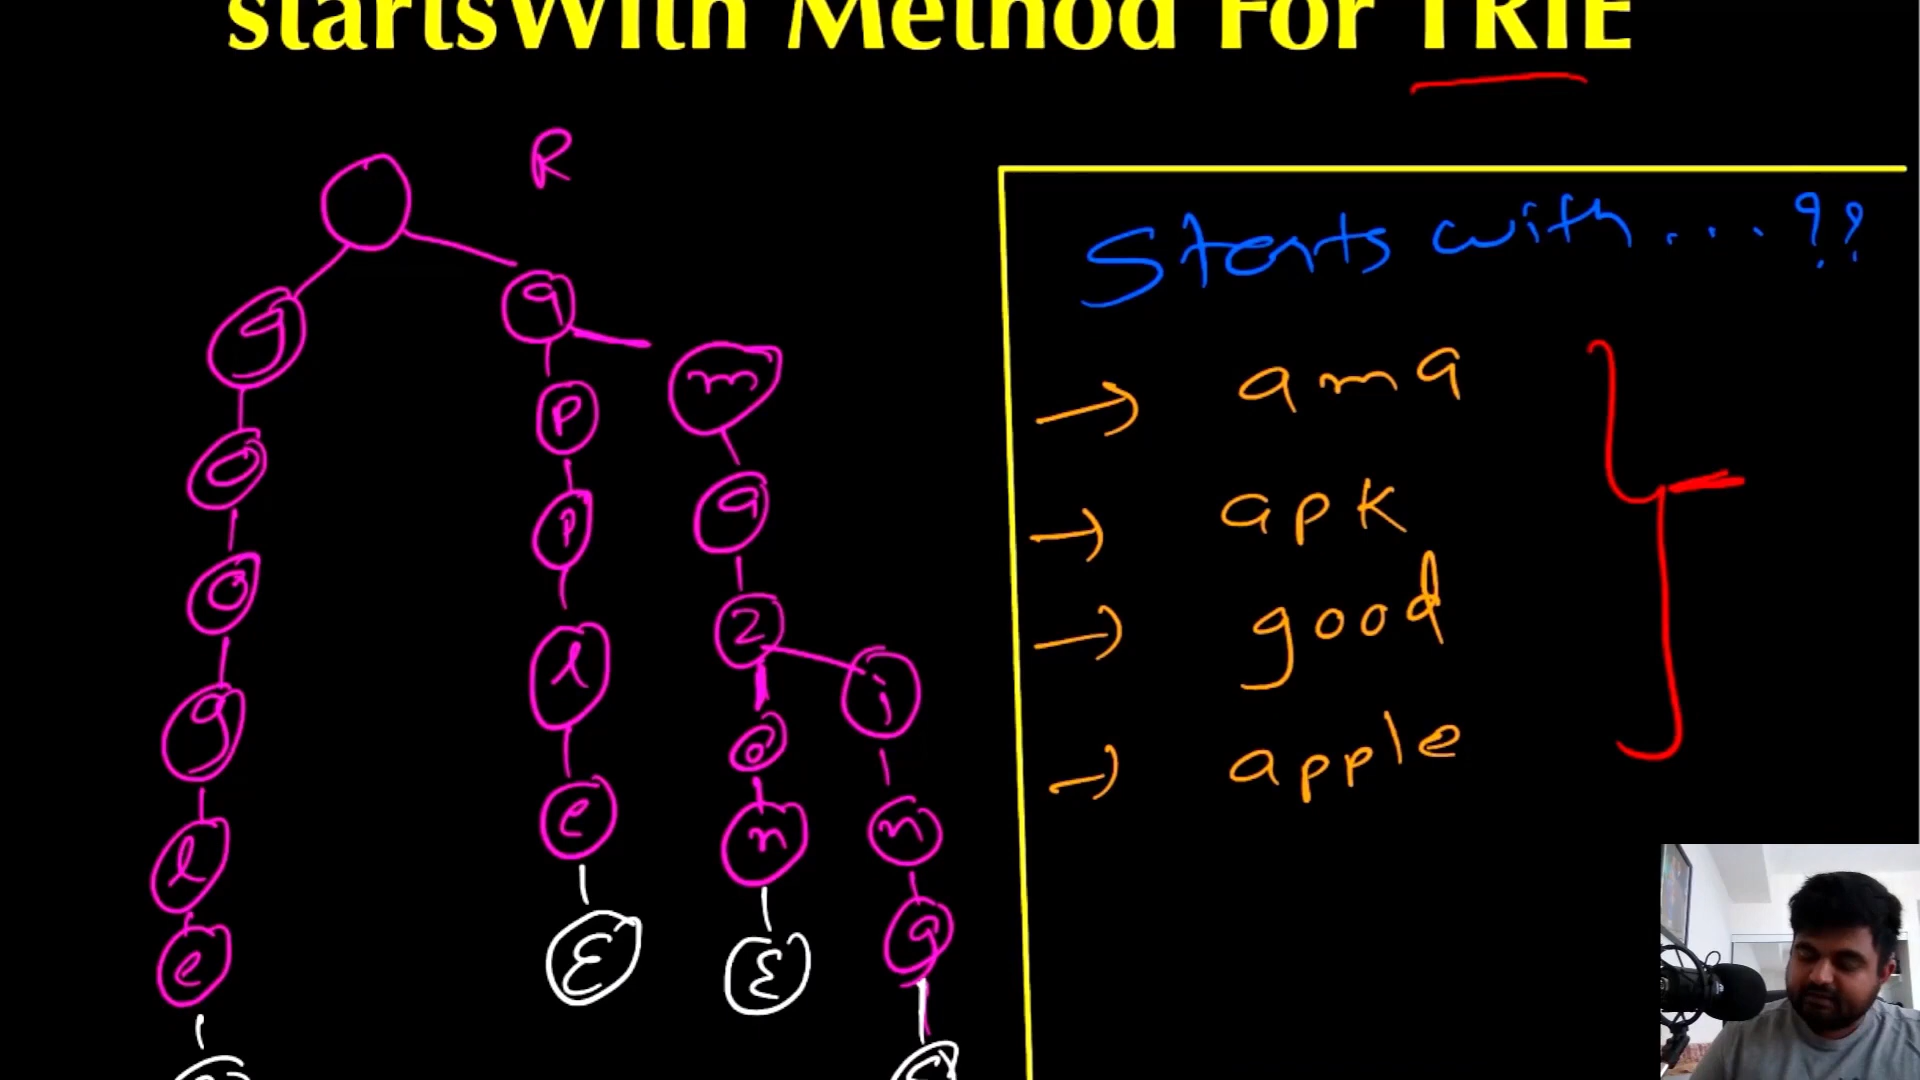 startsWith Method For TRIE
R
Starts with...??
g
a
m
o
p
a
o
p
z
i
g
l
o
n
l
e
n
g
e
E
E
E
→ ama
→ apk
→ good
→ apple